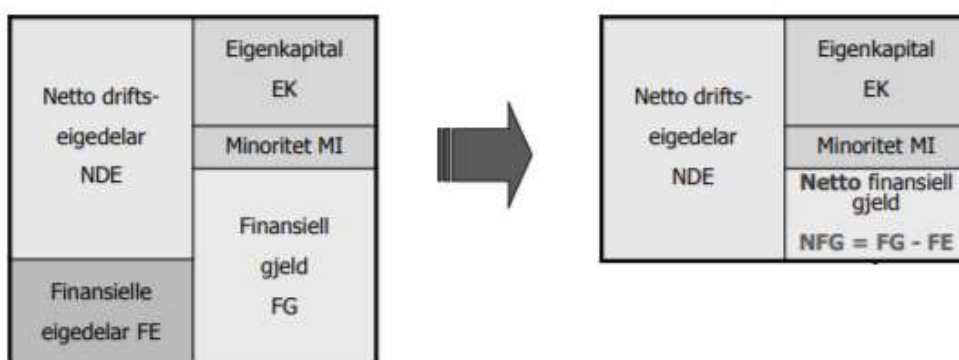 Netto drifts-
eigedelar
NDE
Finansielle
eigedelar FE
Eigenkapital
EK
Minoritet MI
Finansiell
gjeld
FG
Netto drifts-
eigedelar
NDE
Eigenkapital
EK
Minoritet MI
Netto finansiell
gjeld
NFG = FG - FE